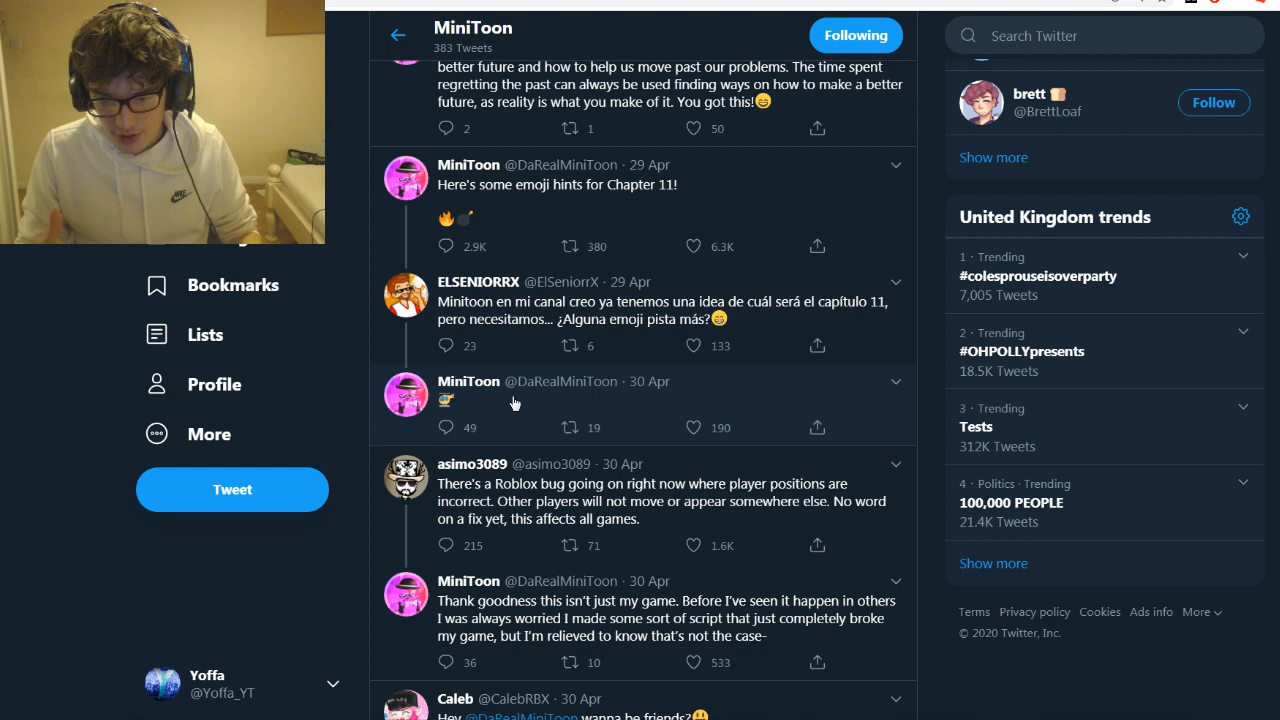 MiniToon
383 Tweets
Following
Search Twitter
better future and how to help us move past our problems. The time spent
regretting the past can always be used finding ways on how to make a better
future, as reality is what you make of it. You got this!😄
2 1 50
MiniToon @DaRealMiniToon · 29 Apr
Here's some emoji hints for Chapter 11!
🔥💣
2.9K 380 6.3K
ELSENIORRX @ElSeniorrX · 29 Apr
Minitoon en mi canal creo ya tenemos una idea de cuál será el capítulo 11,
pero necesitamos... ¿Alguna emoji pista más?😁
23 6 133
MiniToon @DaRealMiniToon · 30 Apr
🚁
49 19 190
asimo3089 @asimo3089 · 30 Apr
There's a Roblox bug going on right now where player positions are
incorrect. Other players will not move or appear somewhere else. No word
on a fix yet, this affects all games.
215 71 1.6K
MiniToon @DaRealMiniToon · 30 Apr
Thank goodness this isn't just my game. Before I've seen it happen in others
I was always worried I made some sort of script that just completely broke
my game, but I'm relieved to know that's not the case-
36 10 533
Caleb @CalebRBX · 30 Apr
Hey @DaRealMiniToon wanna be friends?😃
Bookmarks
Lists
Profile
More
Tweet
Yoffa
@Yoffa_YT
brett 🍞
@BrettLoaf
Follow
Show more
United Kingdom trends
1 · Trending
#colesprouseisoverparty
7,005 Tweets
2 · Trending
#OHPOLLYpresents
18.5K Tweets
3 · Trending
Tests
312K Tweets
4 · Politics · Trending
100,000 PEOPLE
21.4K Tweets
Show more
Terms Privacy policy Cookies Ads info More
© 2020 Twitter, Inc.
NIKE